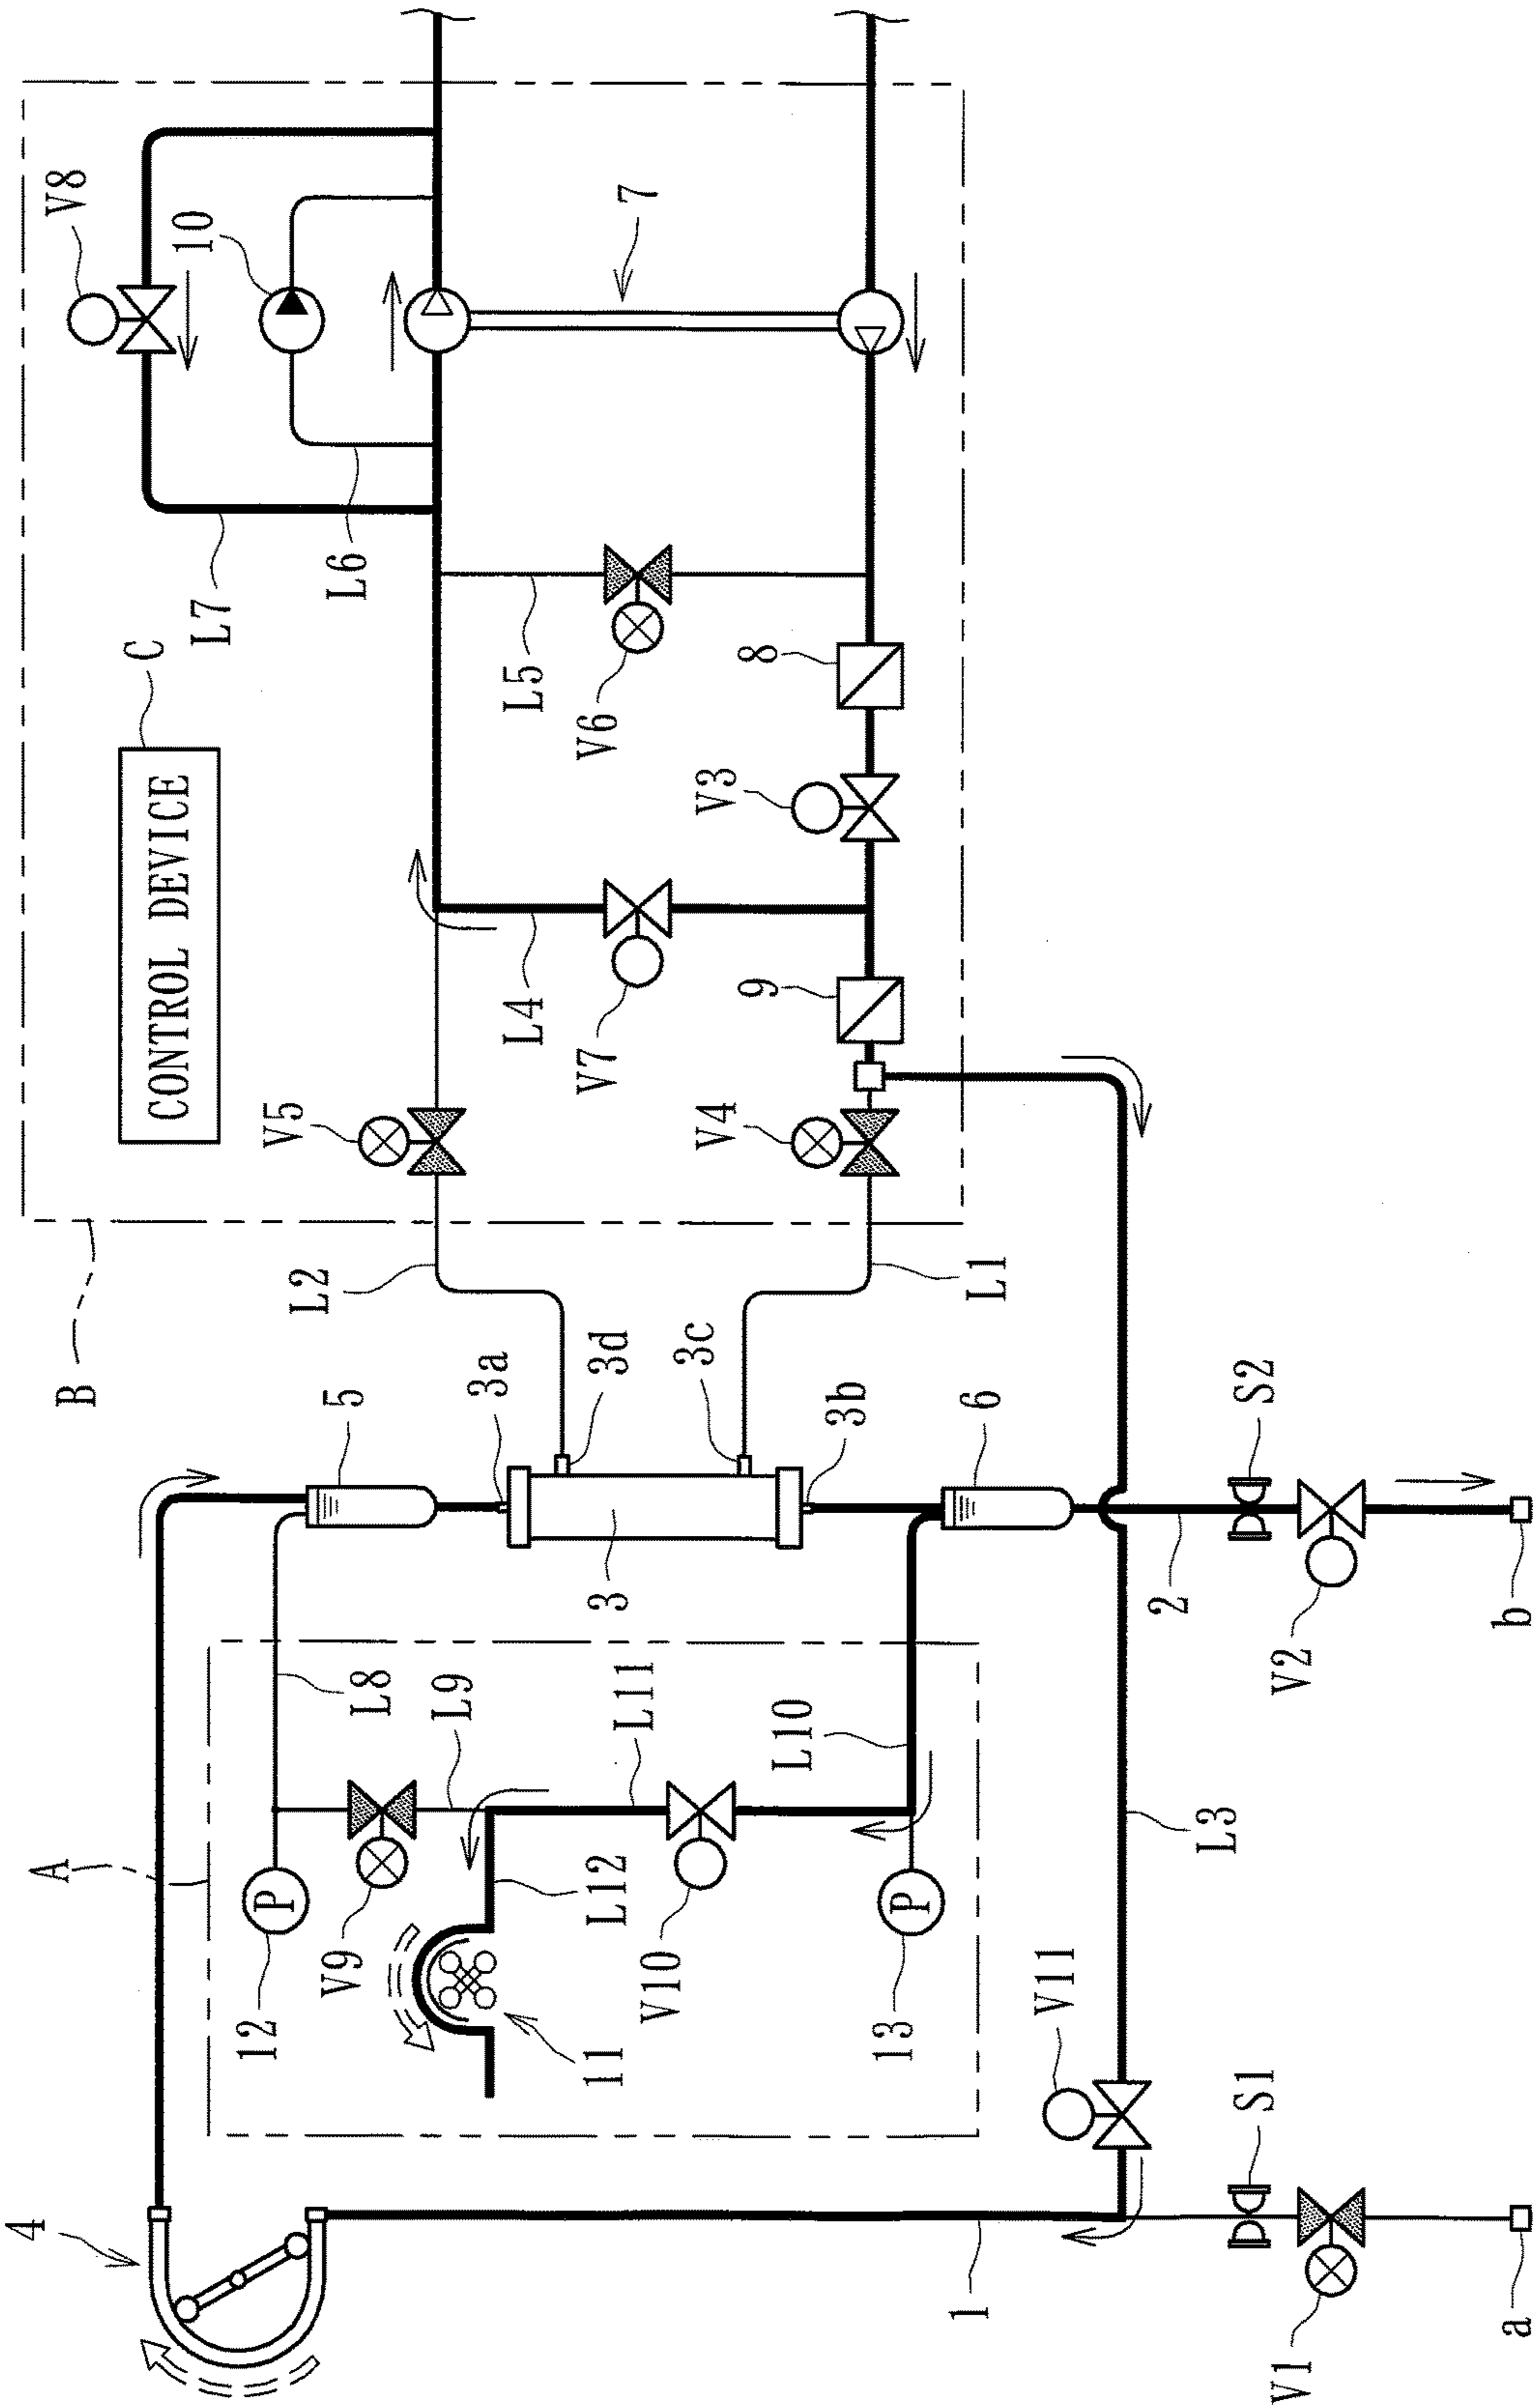 4
12
V9
11
A
L8
L9
L12
L11
V10
L10
13
V11
S1
V1
a
1
L3
5
3a
3
3d
3c
3b
6
2
S2
V2
b
B
L2
L1
V5
V4
C
CONTROL DEVICE
V7
L4
9
V3
8
V6
L5
L7
L6
10
V8
7
P
P